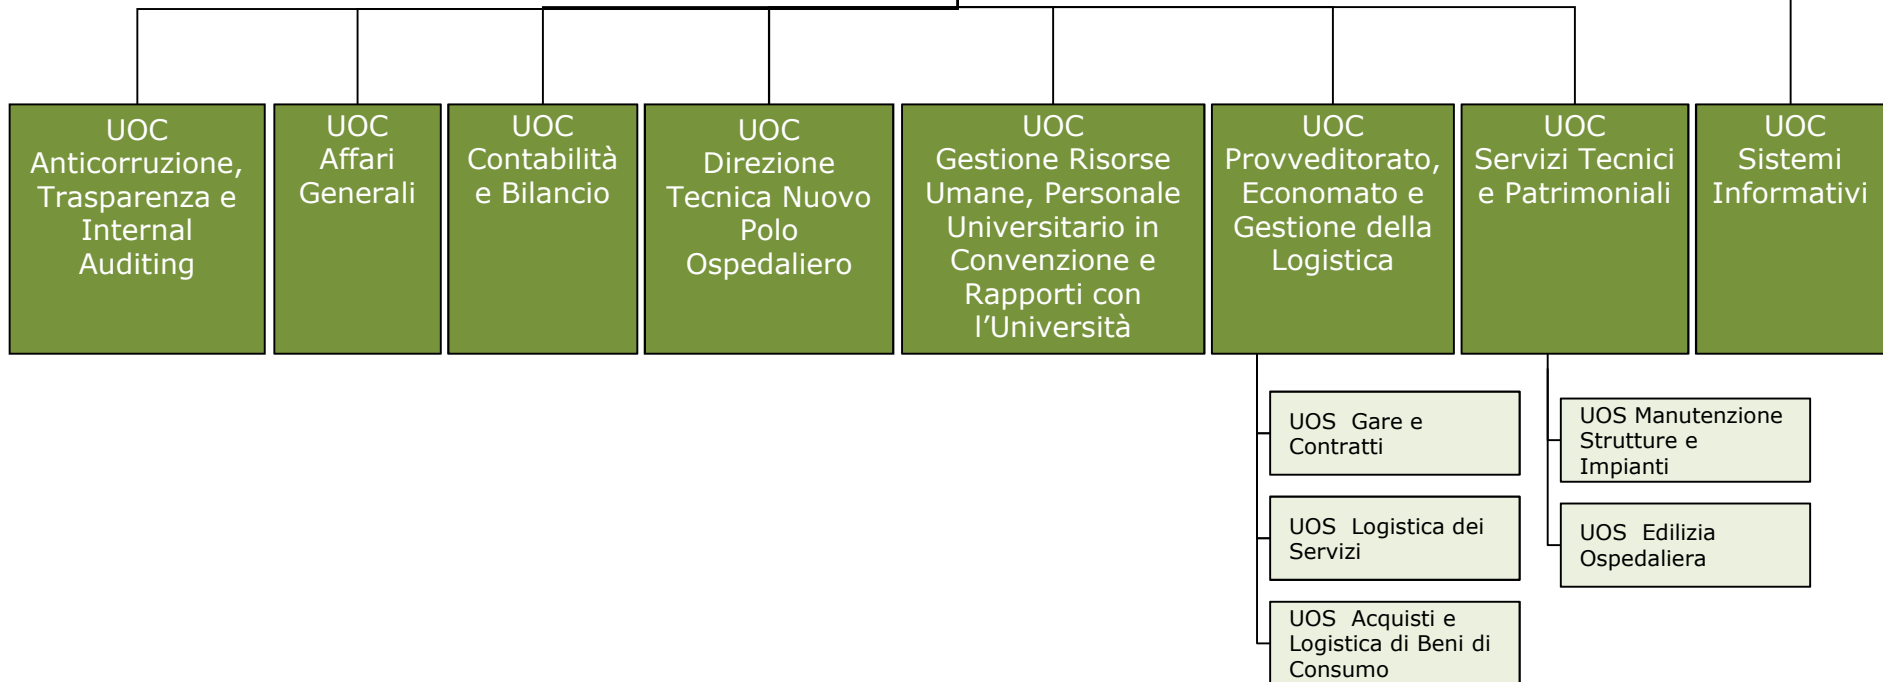 UOC
Anticorruzione,
Trasparenza e
Internal
Auditing
UOC
Affari
Generali
UOC
Contabilità
e Bilancio
UOC
Direzione
Tecnica Nuovo
Polo
Ospedaliero
UOC
Gestione Risorse
Umane, Personale
Universitario in
Convenzione e
Rapporti con
l’Università
UOC
Provveditorato,
Economato e
Gestione della
Logistica
UOC
Servizi Tecnici
e Patrimoniali
UOC
Sistemi
Informativi
UOS  Gare e
Contratti
UOS  Logistica dei
Servizi
UOS  Acquisti e
Logistica di Beni di
Consumo
UOS Manutenzione
Strutture e
Impianti
UOS  Edilizia
Ospedaliera